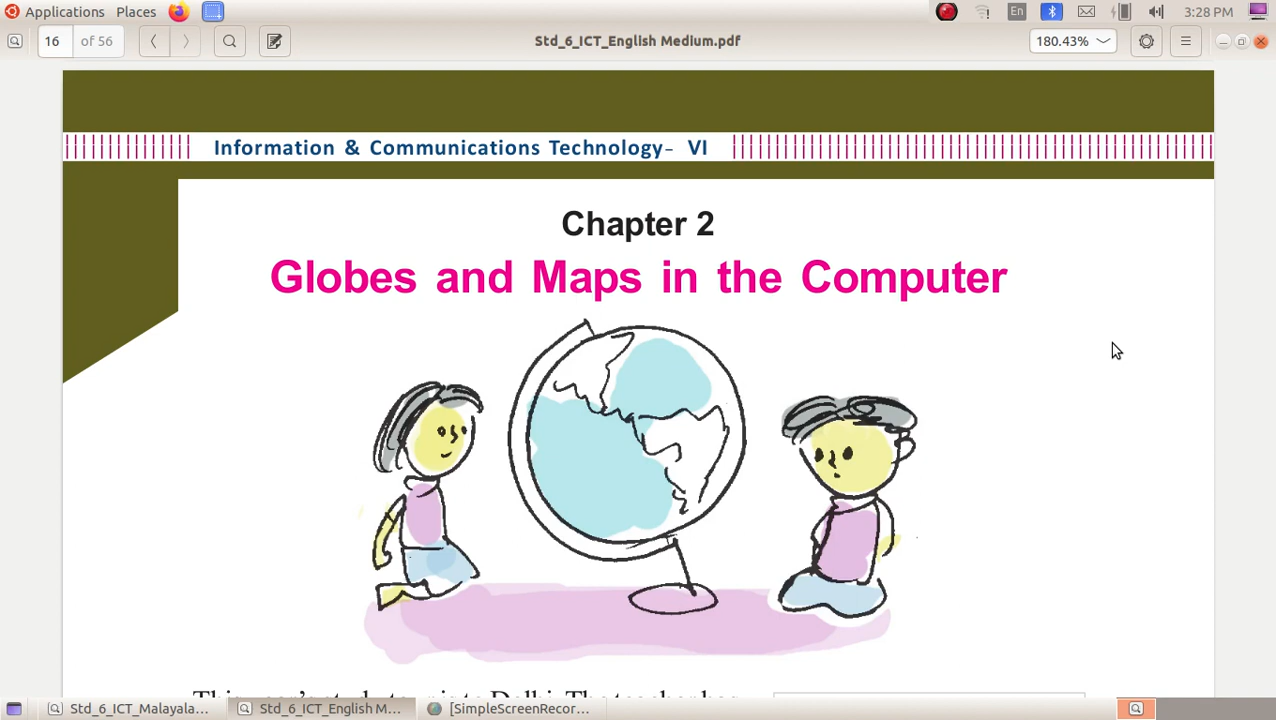 Applications Places En 3:28 PM
16 of 56 Std_6_ICT_English Medium.pdf 180.43%
Information & Communications Technology– VI
Chapter 2
Globes and Maps in the Computer
Std_6_ICT_Malayala... Std_6_ICT_English M... [SimpleScreenRecor...